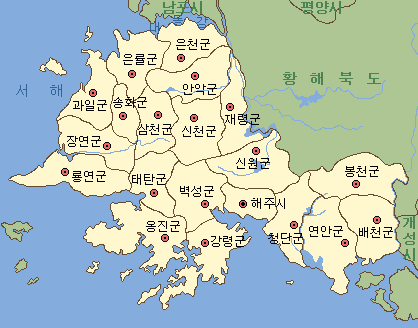 남포시
평양시
대동강
은천군
은률군
황 해 북 도
서 해
안악군
과일군
송화군
재령군
삼천군
신천군
장연군
신원군
룡연군
태탄군
봉천군
벽성군
해주시
옹진군
강령군
청단군
연안군
배천군
개성시